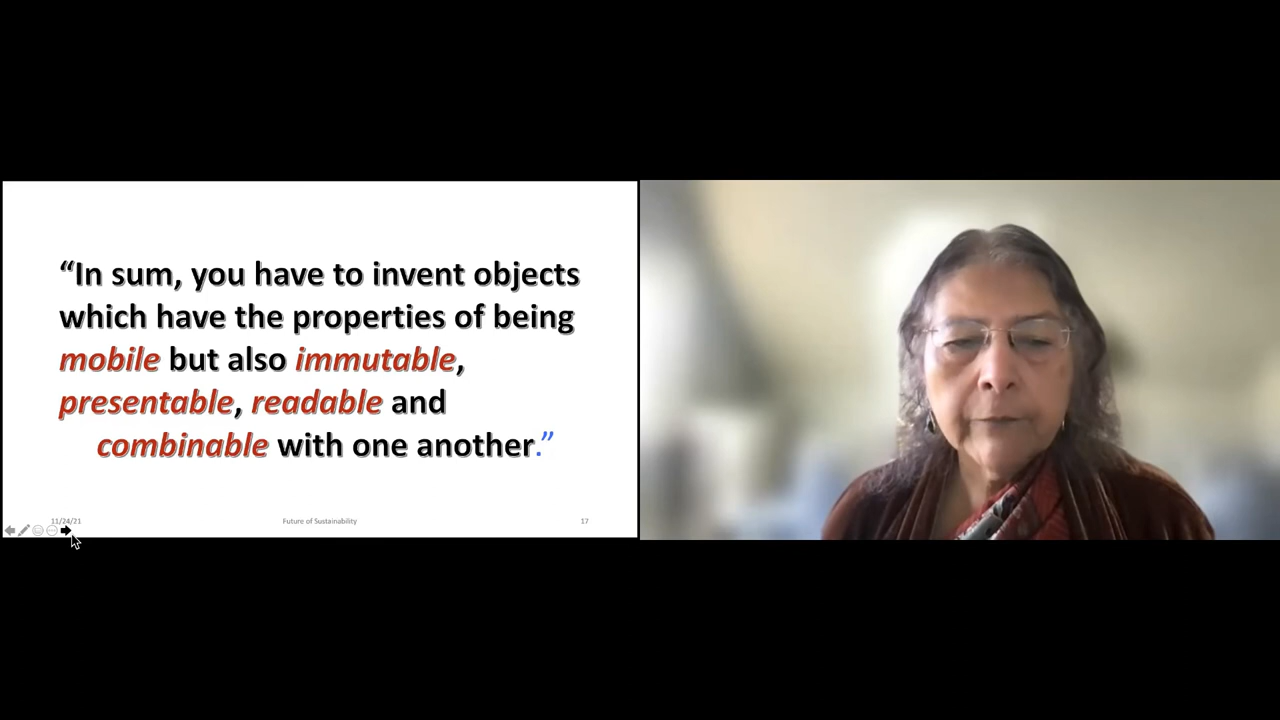 “In sum, you have to invent objects
which have the properties of being
mobile but also immutable,
presentable, readable and
combinable with one another.”
11/24/21
Future of Sustainability
17